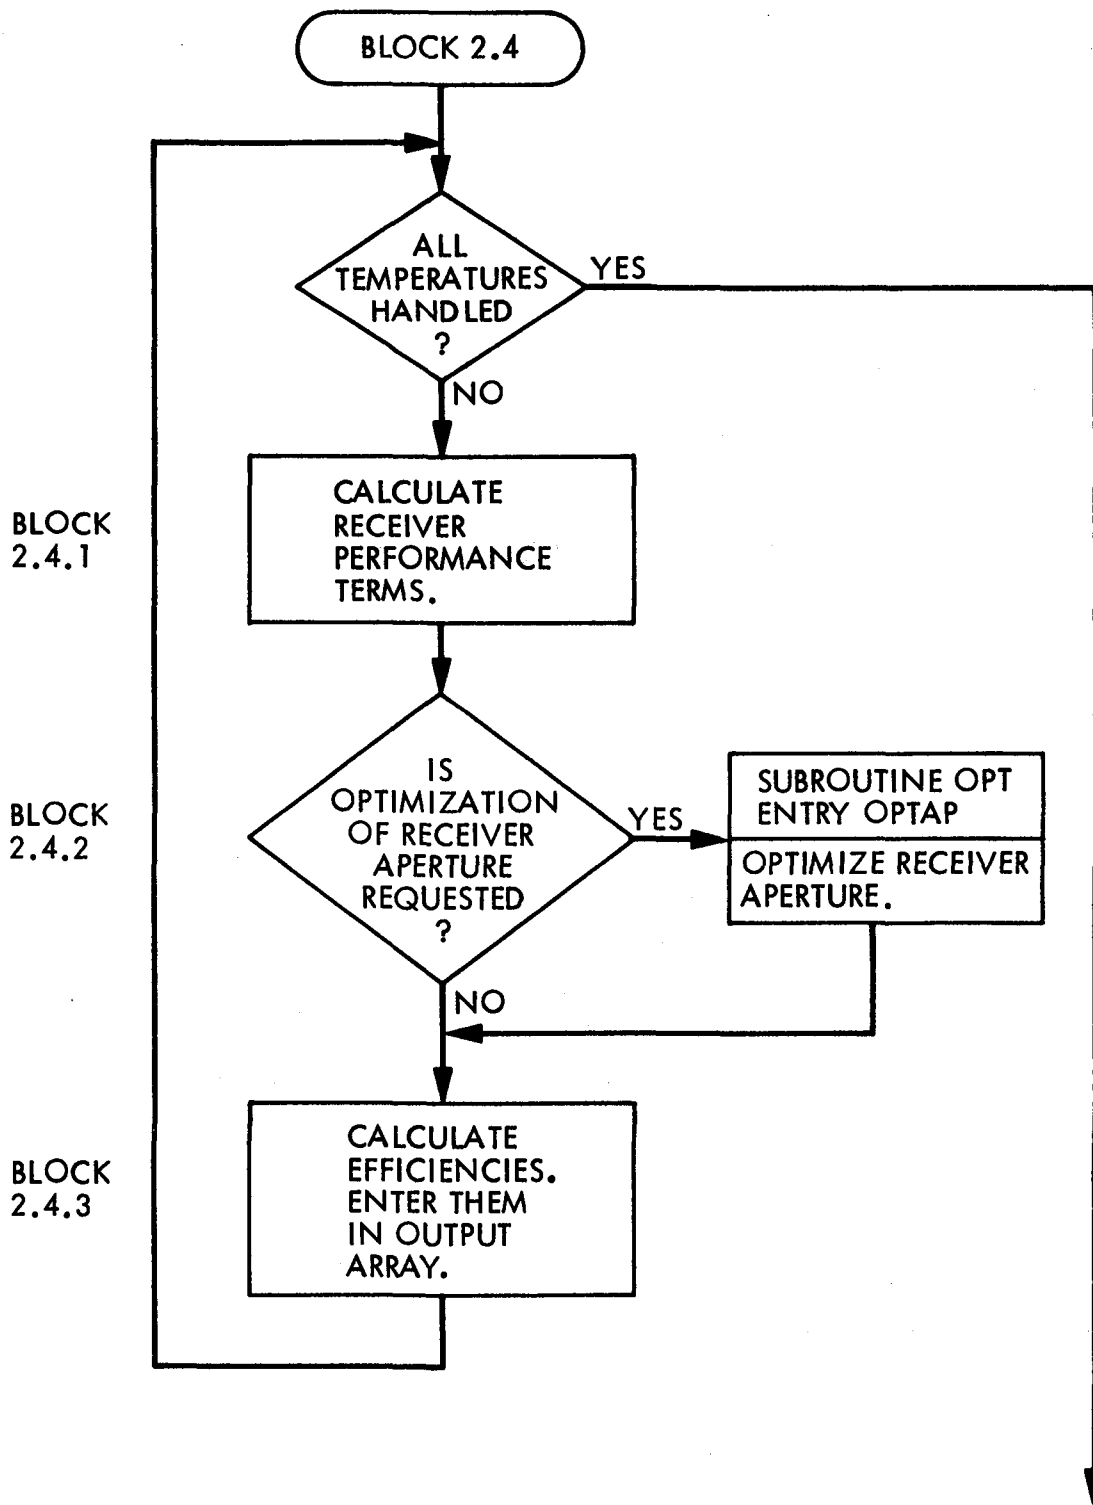 BLOCK 2.4
ALL
TEMPERATURES
HANDLED
?
YES
NO
BLOCK
2.4.1
CALCULATE
RECEIVER
PERFORMANCE
TERMS.
BLOCK
2.4.2
IS
OPTIMIZATION
OF RECEIVER
APERTURE
REQUESTED
?
YES
SUBROUTINE OPT
ENTRY OPTAP
OPTIMIZE RECEIVER
APERTURE.
NO
BLOCK
2.4.3
CALCULATE
EFFICIENCIES.
ENTER THEM
IN OUTPUT
ARRAY.